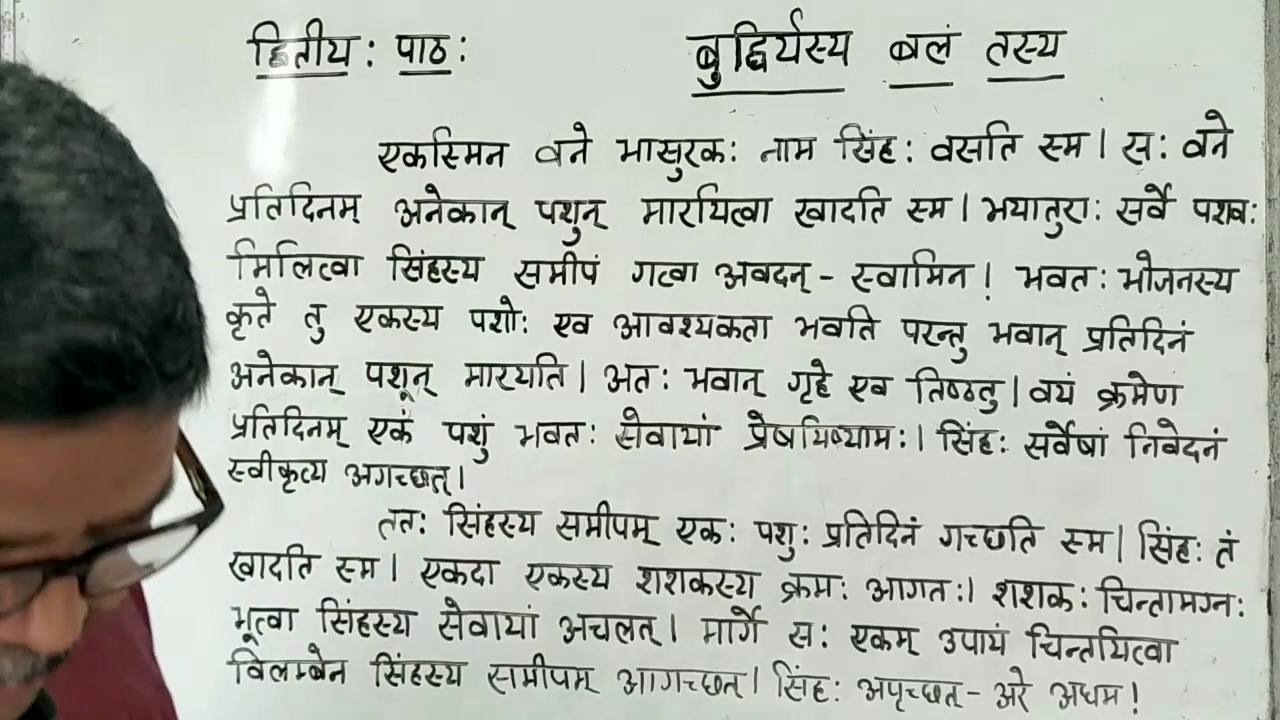 द्वितीय: पाठ: बुद्धिर्यस्य बलं तस्य
एकस्मिन वने भासुरक: नाम सिंह: वसति स्म। स: वने
प्रतिदिनम् अनेकान् पशुन् मारयित्वा खादति स्म। भयातुरा: सर्वे पशव:
मिलित्वा सिंहस्य समीपं गत्वा अवदन् - स्वामिन! भवत: भोजनस्य
कृते तु एकस्य पशो: एव आवश्यकता भवति परन्तु भवान् प्रतिदिनं
अनेकान् पशून् मारयति। अत: भवान् गृहे एव तिष्ठतु। वयं क्रमेण
प्रतिदिनम् एकं पशुं भवत: सेवायां प्रेषयिष्याम:। सिंह: सर्वेषां निवेदनं
स्वीकृत्य अगच्छत्।
तत: सिंहस्य समीपम् एक: पशु: प्रतिदिनं गच्छति स्म। सिंह: तं
खादति स्म। एकदा एकस्य शशकस्य क्रम: आगत:। शशक: चिन्तामग्न:
भूत्वा सिंहस्य सेवायां अचलत्। मार्गे स: एकम् उपायं चिन्तयित्वा
विलम्बेन सिंहस्य समीपम् आगच्छत्। सिंह: अपृच्छत् - अरे अधम!